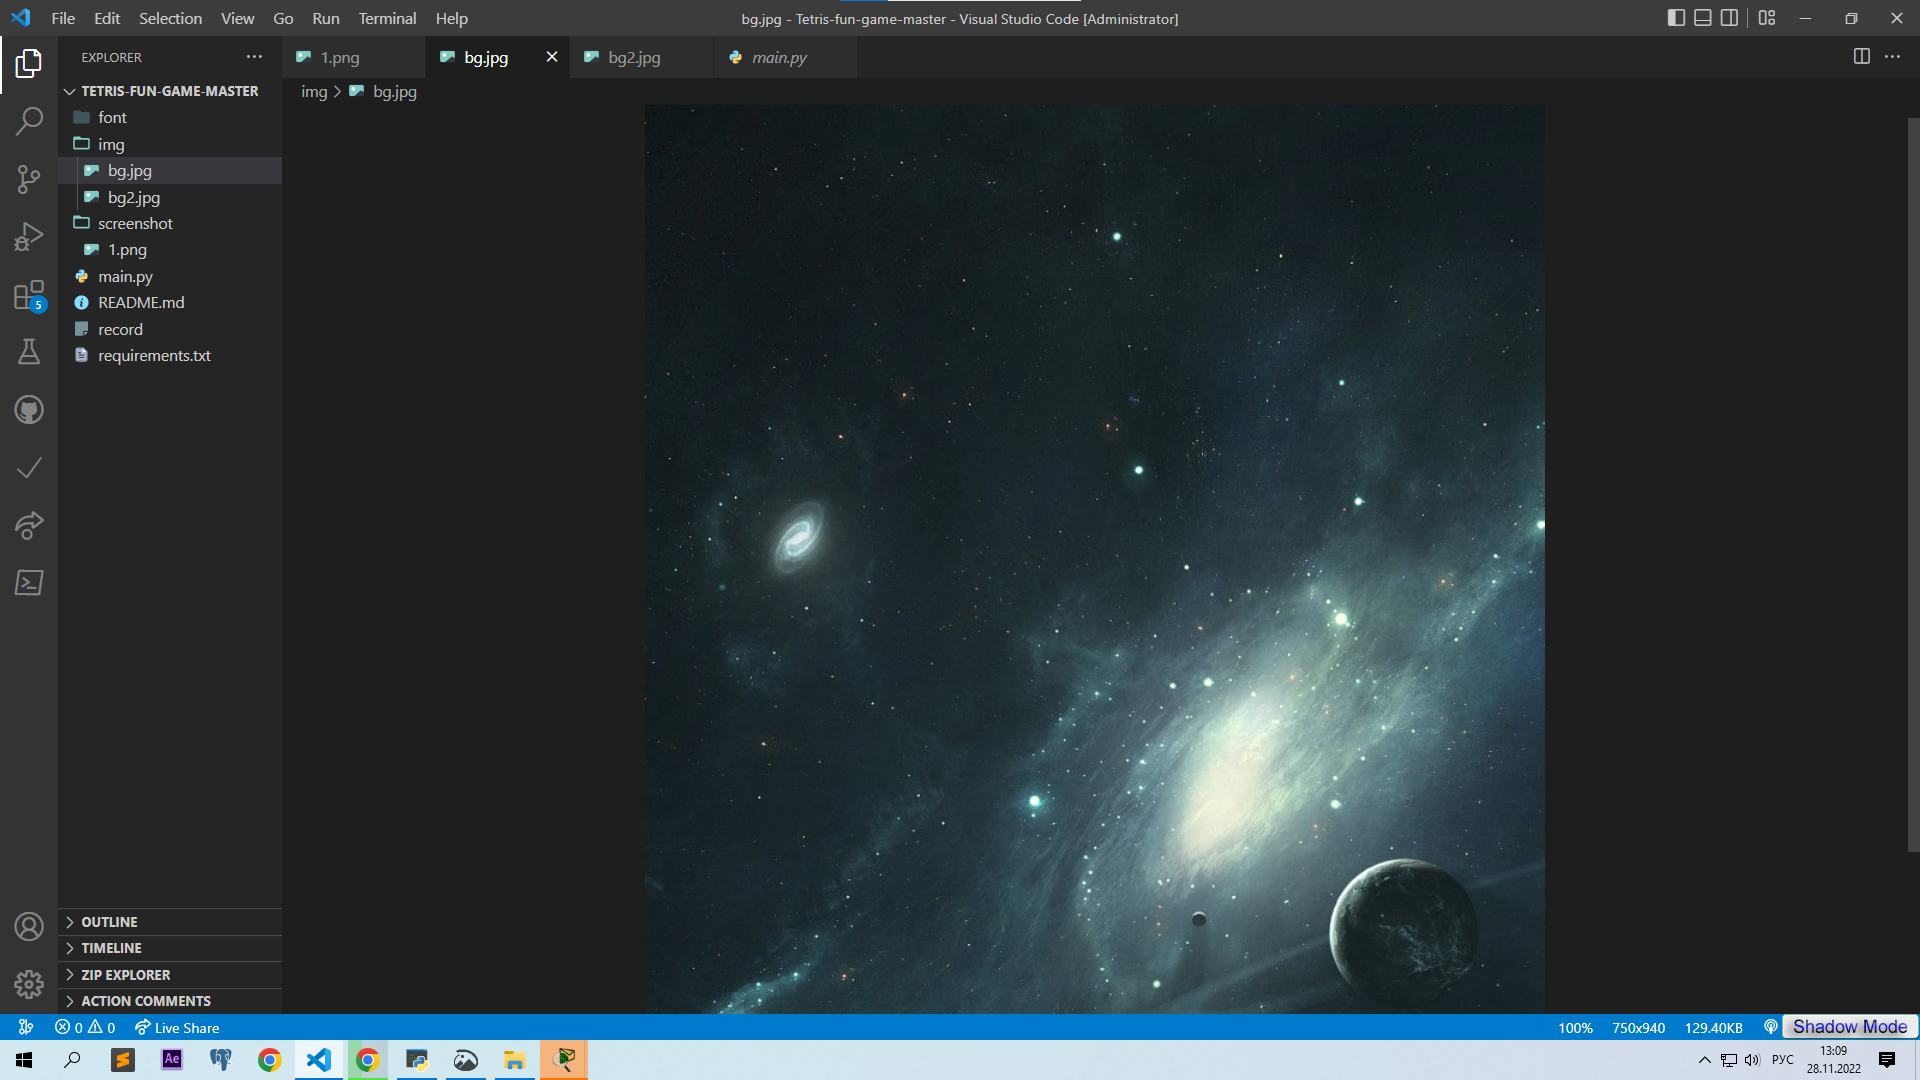 File Edit Selection View Go Run Terminal Help
bg.jpg - Tetris-fun-game-master - Visual Studio Code [Administrator]
EXPLORER
1.png
bg.jpg
bg2.jpg
main.py
img > bg.jpg
TETRIS-FUN-GAME-MASTER
font
img
bg.jpg
bg2.jpg
screenshot
1.png
main.py
README.md
record
requirements.txt
5
OUTLINE
TIMELINE
ZIP EXPLORER
ACTION COMMENTS
0 0 Live Share
100% 750x940 129.40KB
Shadow Mode
Ae
РУС
13:09
28.11.2022